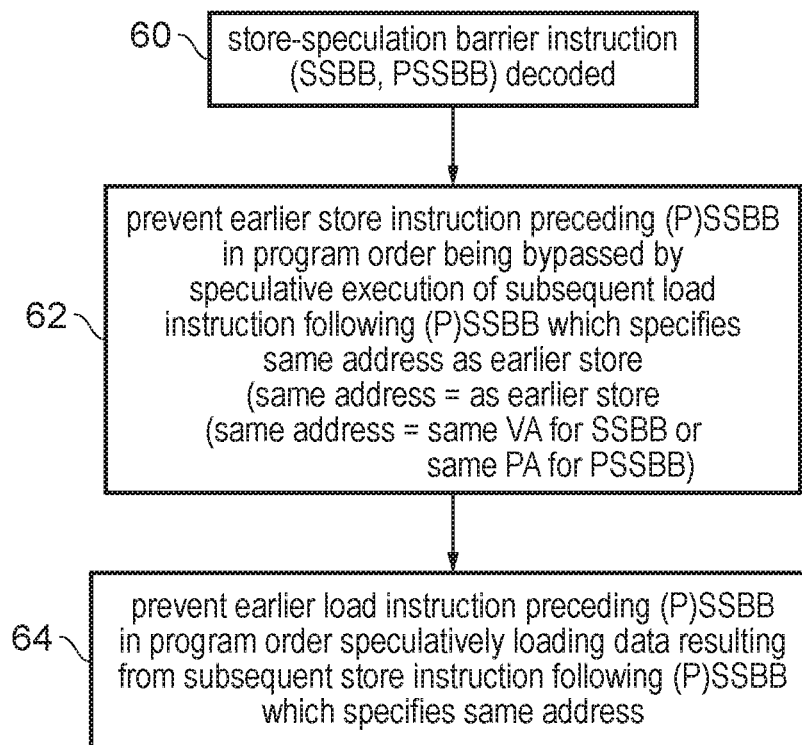 60
store-speculation barrier instruction
(SSBB, PSSBB) decoded
62
prevent earlier store instruction preceding (P)SSBB
in program order being bypassed by
speculative execution of subsequent load
instruction following (P)SSBB which specifies
same address as earlier store
(same address = as earlier store
(same address = same VA for SSBB or
same PA for PSSBB)
64
prevent earlier load instruction preceding (P)SSBB
in program order speculatively loading data resulting
from subsequent store instruction following (P)SSBB
which specifies same address